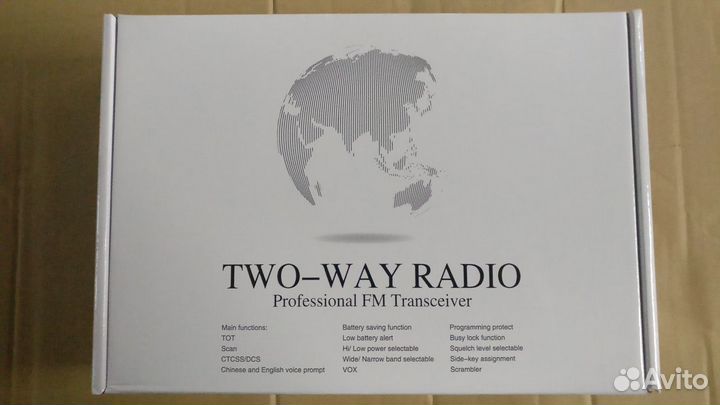 TWO-WAY RADIO
Professional FM Transceiver
Main functions:
TOT
Scan
CTCSS/DCS
Chinese and English voice prompt
Battery saving function
Low battery alert
Hi/ Low power selectable
Wide/ Narrow band selectable
VOX
Programming protect
Busy lock function
Squelch level selectable
Side-key assignment
Scrambler
Avito